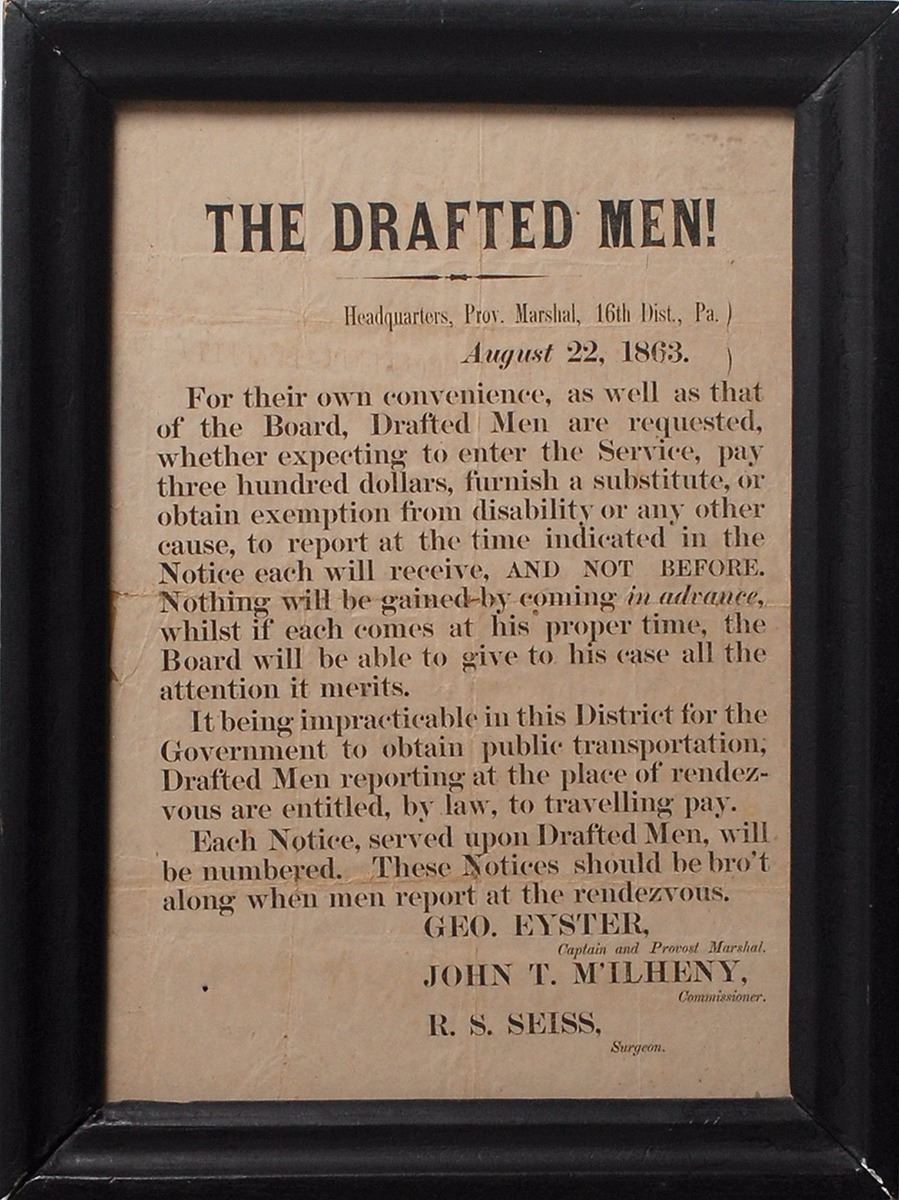 THE DRAFTED MEN!
Headquarters, Prov. Marshal, 16th Dist., Pa. )
August 22, 1863. )
For their own convenience, as well as that
of the Board, Drafted Men are requested,
whether expecting to enter the Service, pay
three hundred dollars, furnish a substitute, or
obtain exemption from disability or any other
cause, to report at the time indicated in the
Notice each will receive, AND NOT BEFORE.
Nothing will be gained by coming in advance,
whilst if each comes at his proper time, the
Board will be able to give to his case all the
attention it merits.
It being impracticable in this District for the
Government to obtain public transportation,
Drafted Men reporting at the place of rendez-
vous are entitled, by law, to travelling pay.
Each Notice, served upon Drafted Men, will
be numbered. These Notices should be bro't
along when men report at the rendezvous.
GEO. EYSTER,
Captain and Provost Marshal.
JOHN T. M'ILHENY,
Commissioner.
R. S. SEISS,
Surgeon.